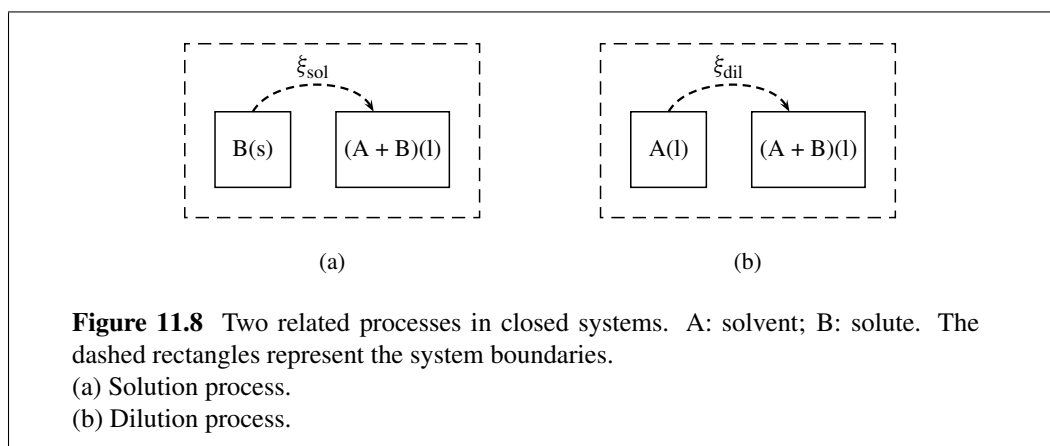 ξsol
B(s)
(A + B)(l)
(a)
ξdil
A(l)
(A + B)(l)
(b)
Figure 11.8 Two related processes in closed systems. A: solvent; B: solute. The
dashed rectangles represent the system boundaries.
(a) Solution process.
(b) Dilution process.